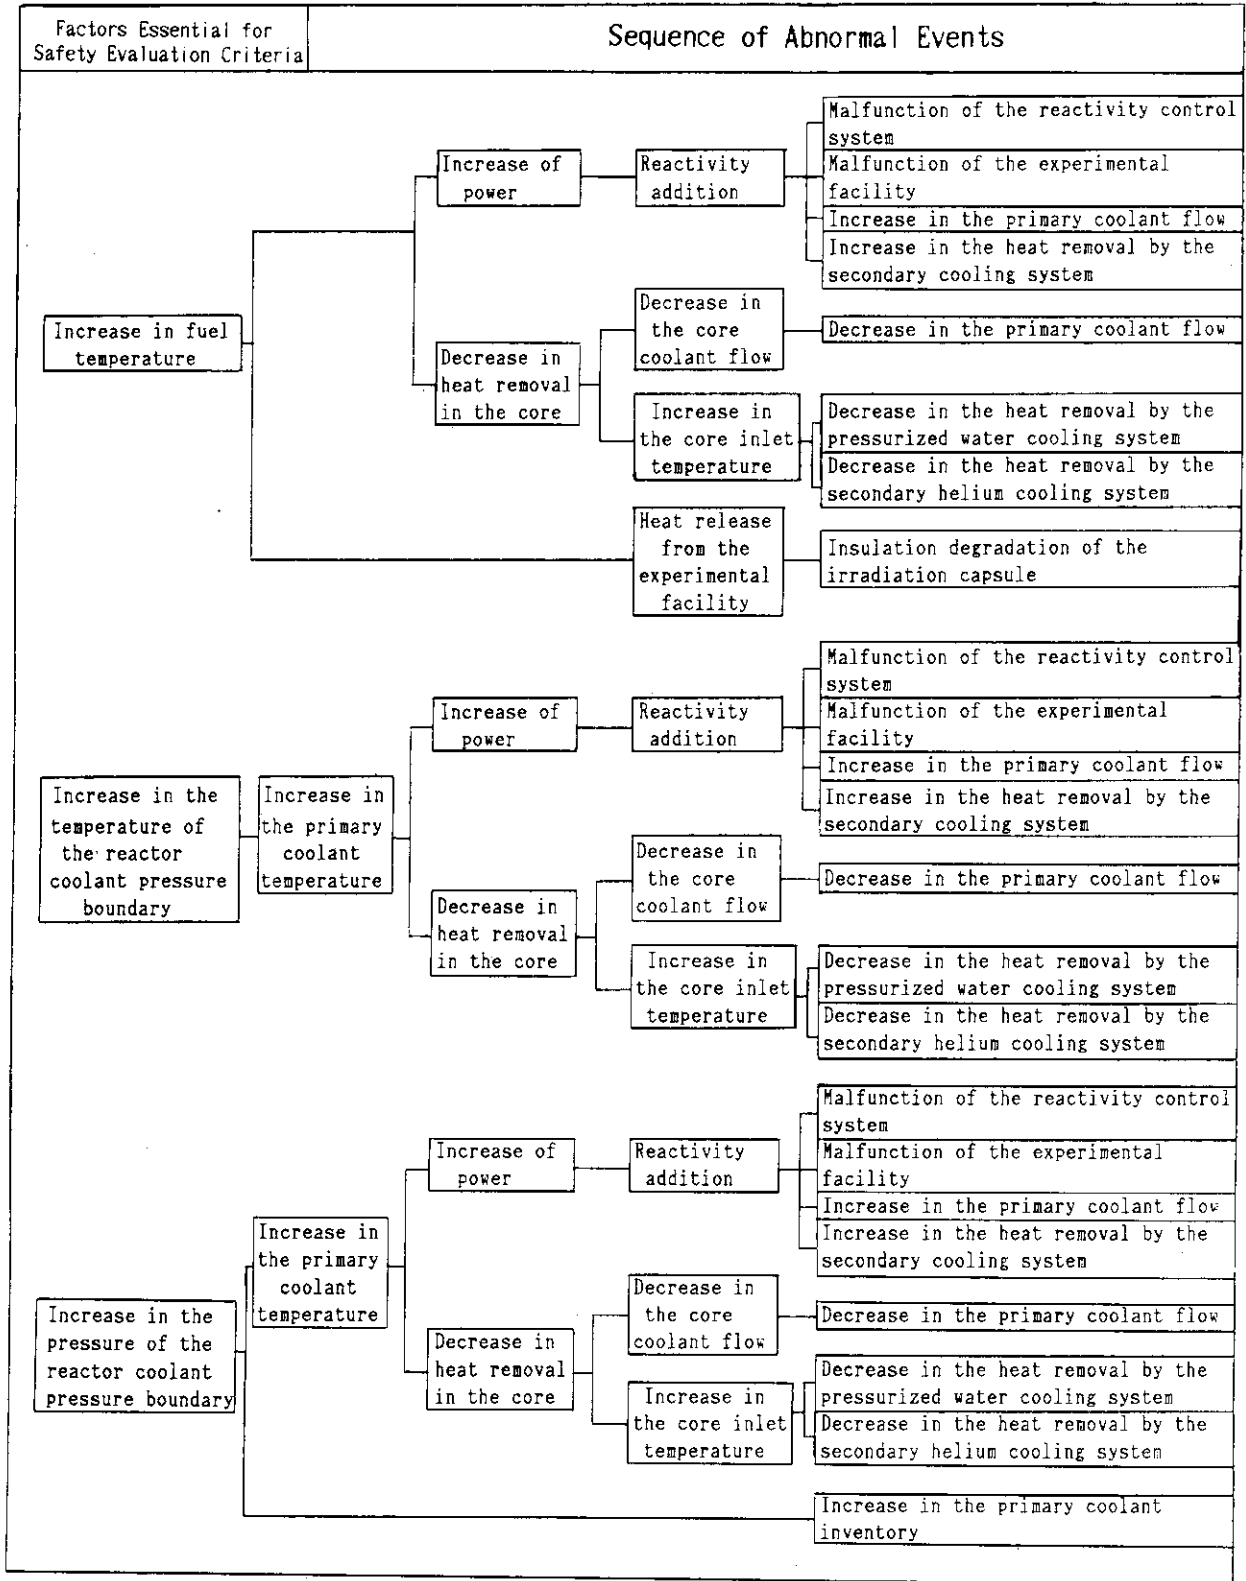 Factors Essential for
Safety Evaluation Criteria
Sequence of Abnormal Events
Increase in fuel
temperature
Increase of
power
Reactivity
addition
Malfunction of the reactivity control
system
Malfunction of the experimental
facility
Increase in the primary coolant flow
Increase in the heat removal by the
secondary cooling system
Decrease in
heat removal
in the core
Decrease in
the core
coolant flow
Decrease in the primary coolant flow
Increase in
the core inlet
temperature
Decrease in the heat removal by the
pressurized water cooling system
Decrease in the heat removal by the
secondary helium cooling system
Heat release
from the
experimental
facility
Insulation degradation of the
irradiation capsule
Increase in the
temperature of
the reactor
coolant pressure
boundary
Increase in
the primary
coolant
temperature
Increase of
power
Reactivity
addition
Malfunction of the reactivity control
system
Malfunction of the experimental
facility
Increase in the primary coolant flow
Increase in the heat removal by the
secondary cooling system
Decrease in
heat removal
in the core
Decrease in
the core
coolant flow
Decrease in the primary coolant flow
Increase in
the core inlet
temperature
Decrease in the heat removal by the
pressurized water cooling system
Decrease in the heat removal by the
secondary helium cooling system
Increase in the
pressure of the
reactor coolant
pressure boundary
Increase in
the primary
coolant
temperature
Increase of
power
Reactivity
addition
Malfunction of the reactivity control
system
Malfunction of the experimental
facility
Increase in the primary coolant flow
Increase in the heat removal by the
secondary cooling system
Decrease in
heat removal
in the core
Decrease in
the core
coolant flow
Decrease in the primary coolant flow
Increase in
the core inlet
temperature
Decrease in the heat removal by the
pressurized water cooling system
Decrease in the heat removal by the
secondary helium cooling system
Increase in the primary coolant
inventory